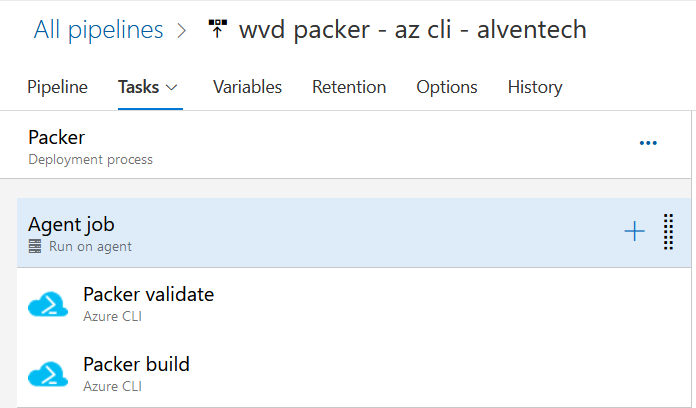 All pipelines > wvd packer - az cli - alventech
Pipeline Tasks Variables Retention Options History
Packer
Deployment process
Agent job
Run on agent
Packer validate
Azure CLI
Packer build
Azure CLI